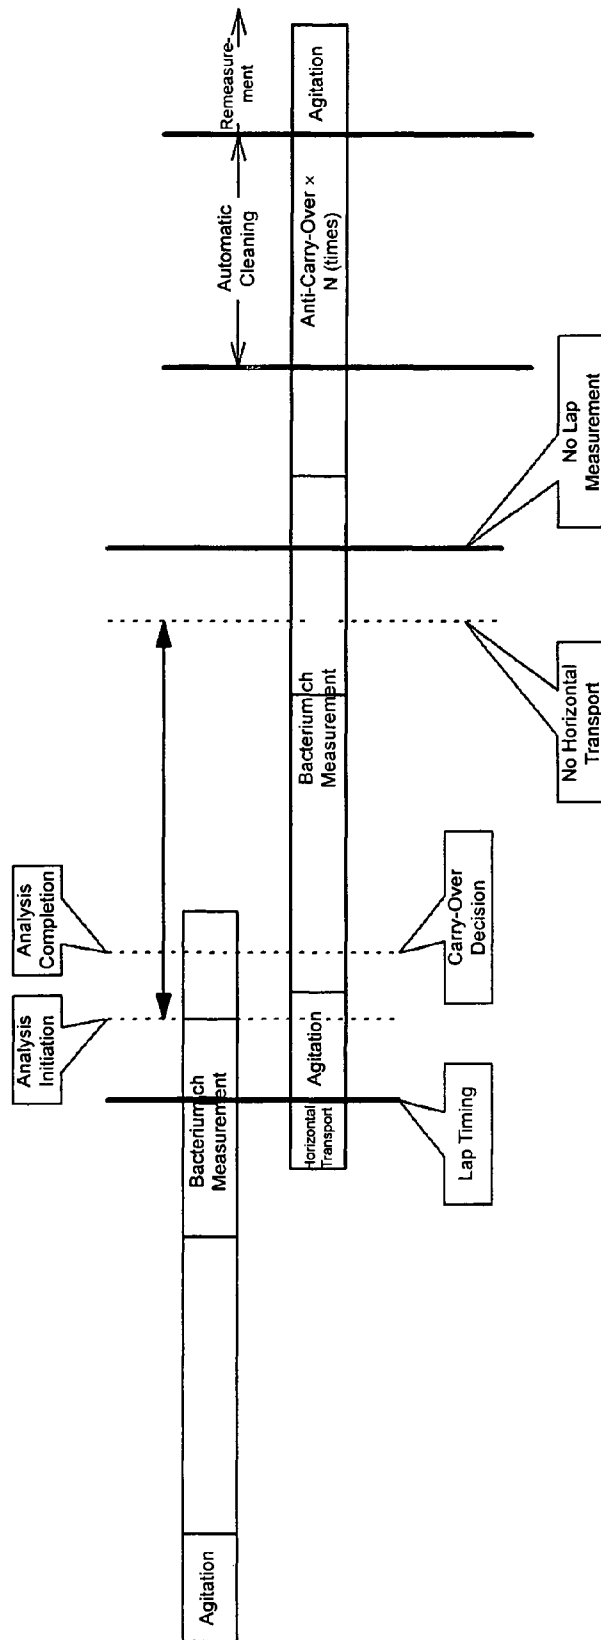 Analysis
Initiation
Analysis
Completion
Agitation
Bacterium ch
Measurement
Horizontal
Transport
Agitation
Bacterium ch
Measurement
Anti-Carry-Over ×
N (times)
Agitation
Automatic
Cleaning
Remeasure-
ment
Lap Timing
Carry-Over
Decision
No Horizontal
Transport
No Lap
Measurement